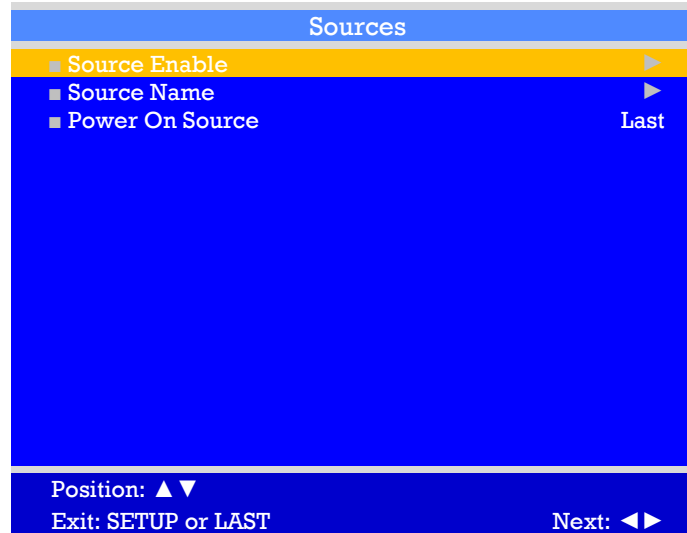 Sources
■ Source Enable ▶
■ Source Name ▶
■ Power On Source Last
Position: ▲▼
Exit: SETUP or LAST Next: ◀▶